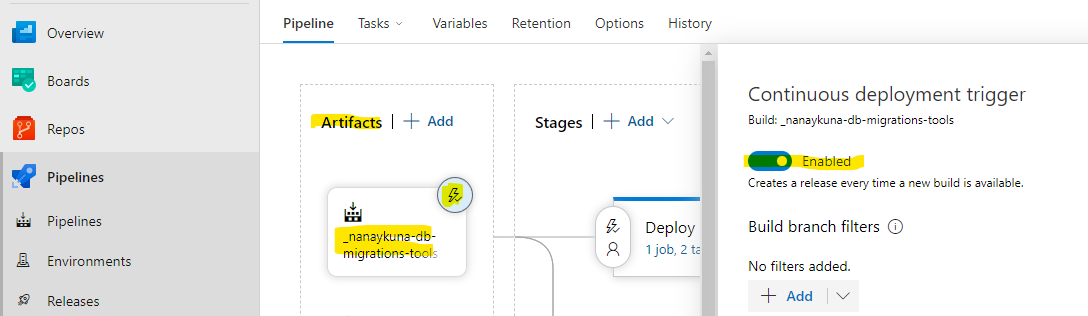 Overview
Boards
Repos
Pipelines
Pipelines
Environments
Releases
Pipeline Tasks Variables Retention Options History
Artifacts | + Add
_nanaykuna-db-
migrations-tools
Stages | + Add
Deploy
1 job, 2 ta
Continuous deployment trigger
Build: _nanaykuna-db-migrations-tools
Enabled
Creates a release every time a new build is available.
Build branch filters
No filters added.
+ Add